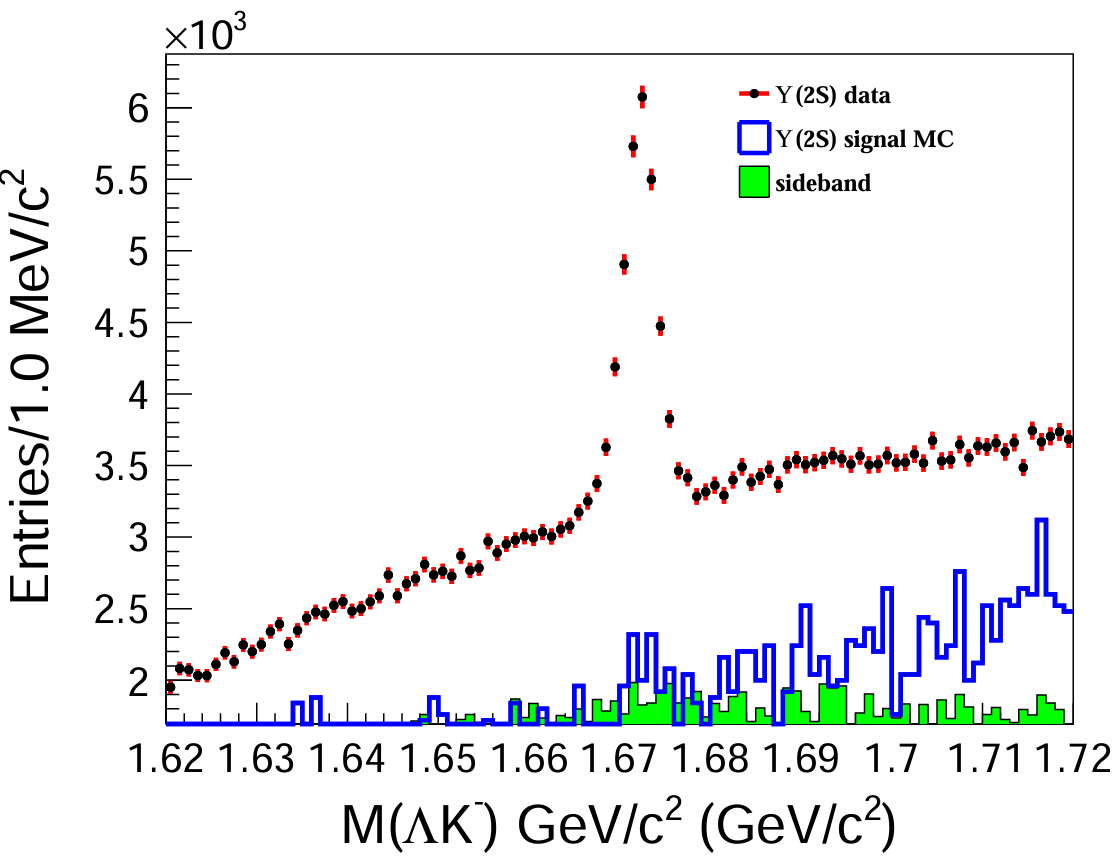 ×10³
6
5.5
5
4.5
4
3.5
3
2.5
2
Entries/1.0 MeV/c²
ϒ(2S) data
ϒ(2S) signal MC
sideband
1.62 1.63 1.64 1.65 1.66 1.67 1.68 1.69 1.7 1.71 1.72
M(ΛK⁻) GeV/c² (GeV/c²)